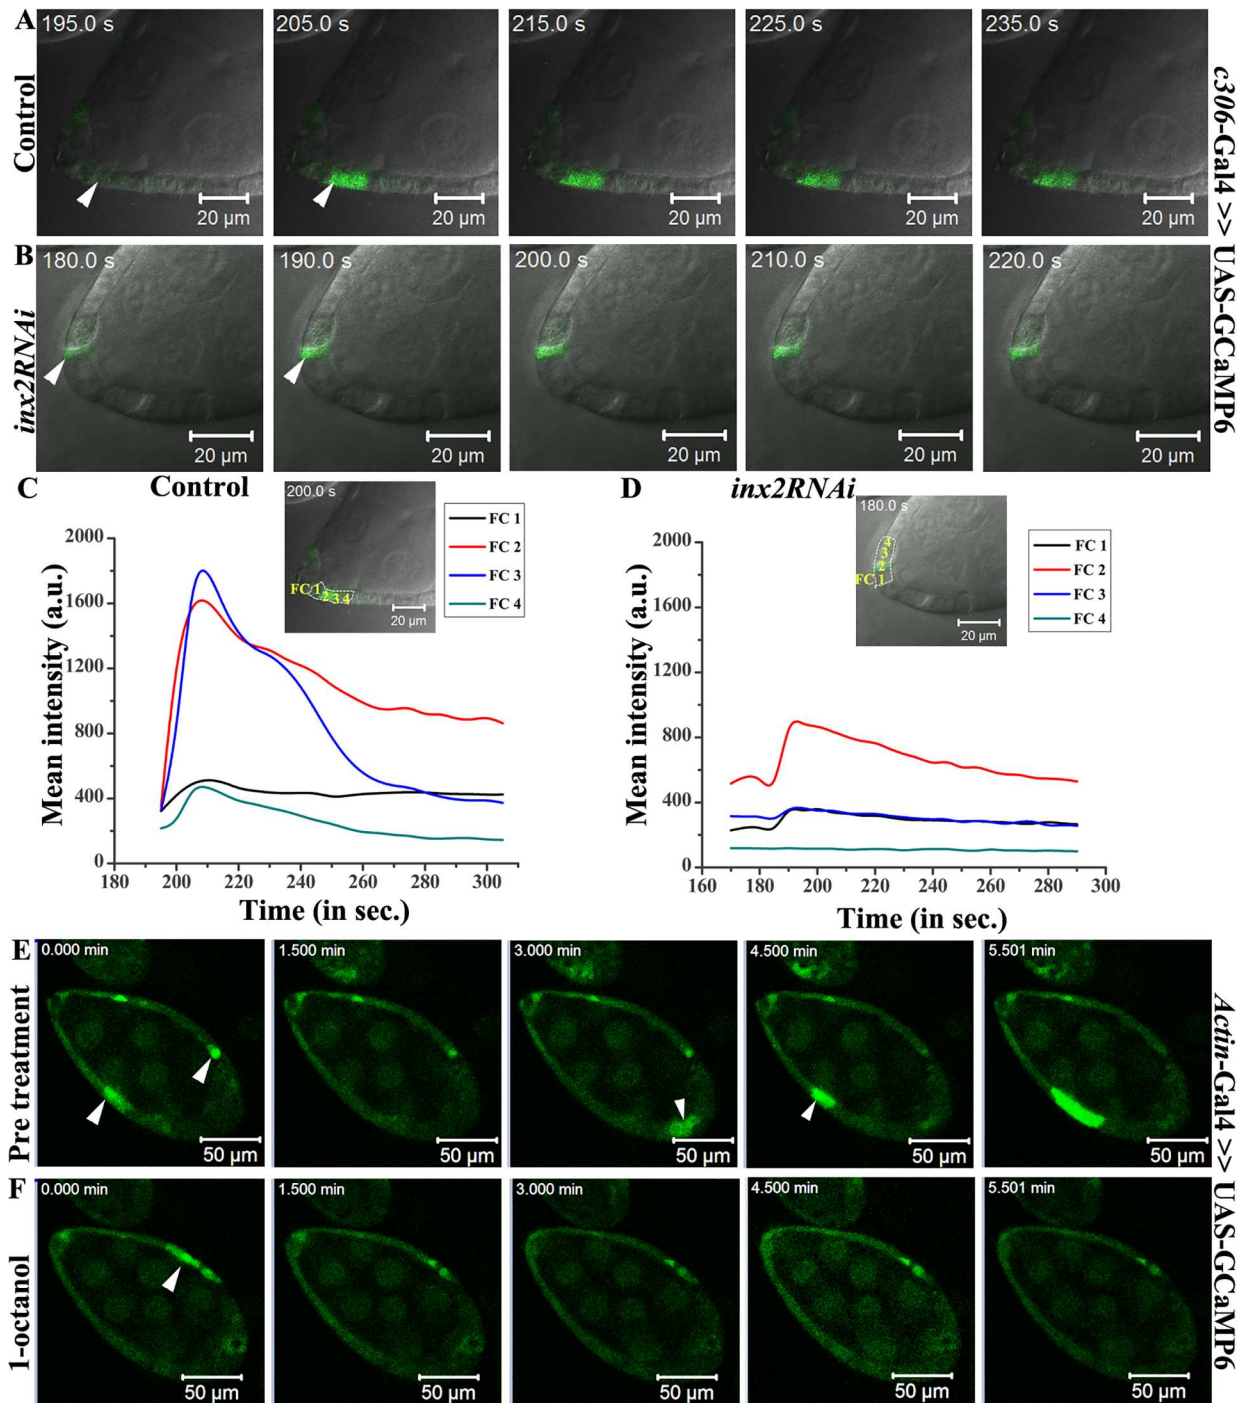 A
Control
195.0 s
205.0 s
215.0 s
225.0 s
235.0 s
20 µm
20 µm
20 µm
20 µm
20 µm
c306-Gal4 >> UAS-GCaMP6
B
inx2RNAi
180.0 s
190.0 s
200.0 s
210.0 s
220.0 s
20 µm
20 µm
20 µm
20 µm
20 µm
C
Control
200.0 s
FC 1 2 3 4
20 µm
FC 1
FC 2
FC 3
FC 4
Mean intensity (a.u.)
2000
1600
1200
800
400
0
180 200 220 240 260 280 300
Time (in sec.)
D
inx2RNAi
180.0 s
4
3
2
FC 1
20 µm
FC 1
FC 2
FC 3
FC 4
Mean intensity (a.u.)
2000
1600
1200
800
400
0
160 180 200 220 240 260 280 300
Time (in sec.)
E
Pre treatment
0.000 min
1.500 min
3.000 min
4.500 min
5.501 min
50 µm
50 µm
50 µm
50 µm
50 µm
Actin-Gal4 >> UAS-GCaMP6
F
1-octanol
0.000 min
1.500 min
3.000 min
4.500 min
5.501 min
50 µm
50 µm
50 µm
50 µm
50 µm